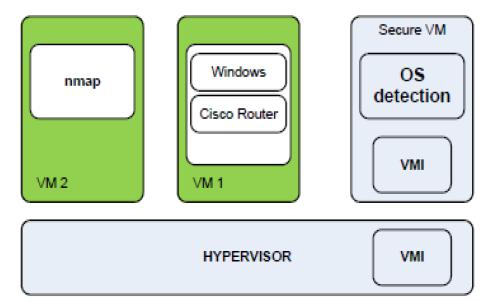 nmap
VM 2
Windows
Cisco Router
VM 1
Secure VM
OS
detection
VMI
HYPERVISOR
VMI